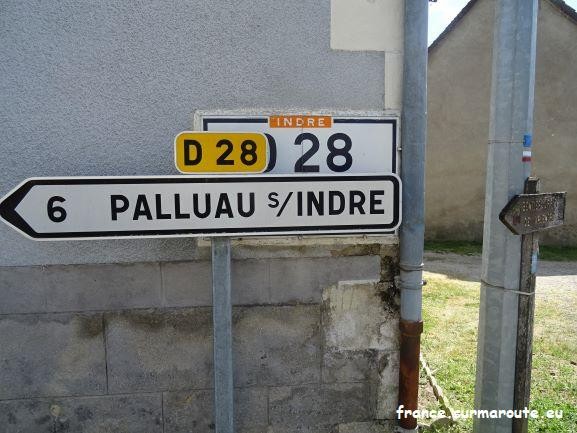 INDRE
D 28
D 28
6 PALLUAU S/INDRE
france.surmaroute.eu